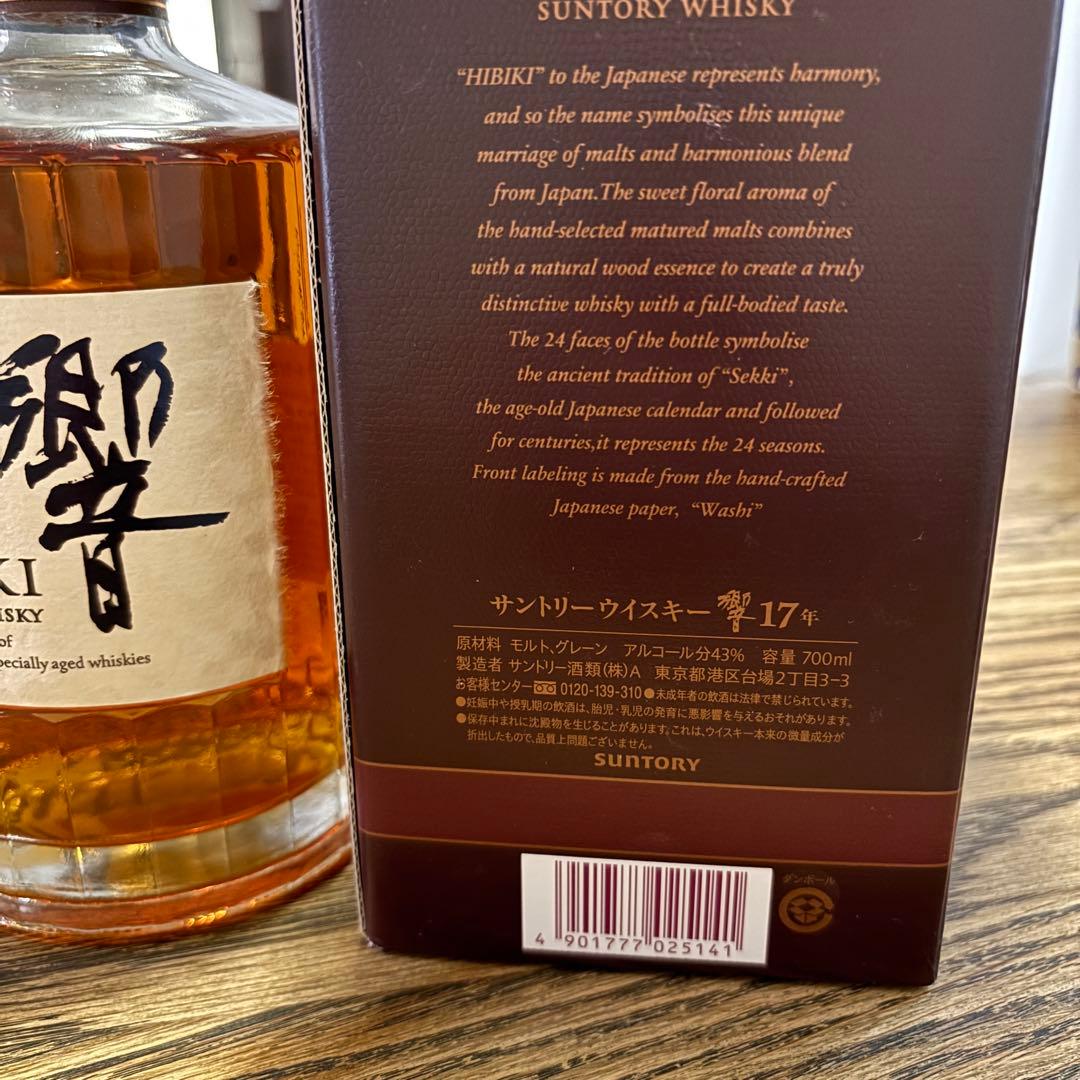 SUNTORY WHISKY
“HIBIKI” to the Japanese represents harmony,
and so the name symbolises this unique
marriage of malts and harmonious blend
from Japan.The sweet floral aroma of
the hand-selected matured malts combines
with a natural wood essence to create a truly
distinctive whisky with a full-bodied taste.
The 24 faces of the bottle symbolise
the ancient tradition of “Sekki”,
the age-old Japanese calendar and followed
for centuries,it represents the 24 seasons.
Front labeling is made from the hand-crafted
Japanese paper, “Washi”
サントリーウイスキー 響 17年
原材料 モルト、グレーン アルコール分43% 容量 700ml
製造者 サントリー酒類(株)A 東京都港区台場2丁目3−3
お客様センター 0120-139-310 ●未成年者の飲酒は法律で禁じられています。
●妊娠中や授乳期の飲酒は、胎児・乳児の発育に悪影響を与えるおそれがあります。
●保存中まれに沈殿物を生じることがあります。これは、ウイスキー本来の微量成分が
折出したもので、品質上問題ございません。
SUNTORY
4 901777 025141
ダンボール
響
KI
ISKY
of
pecially aged whiskies